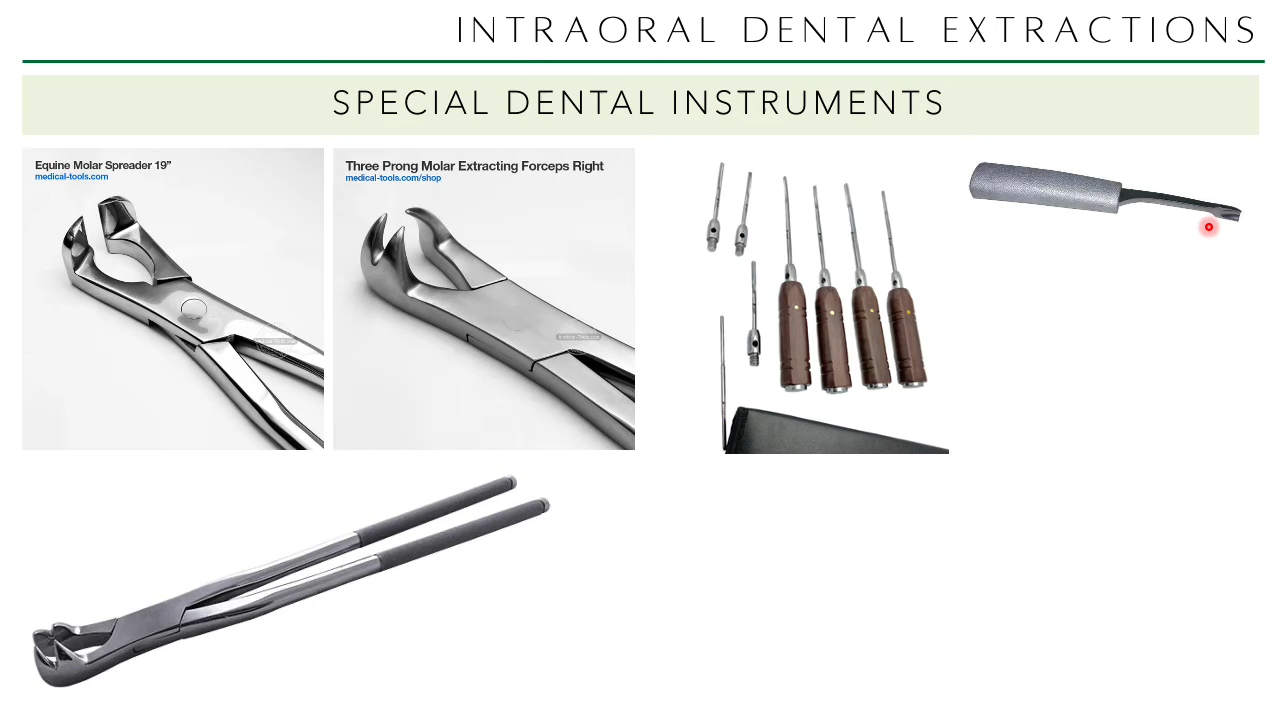 INTRAORAL DENTAL EXTRACTIONS
SPECIAL DENTAL INSTRUMENTS
Equine Molar Spreader 19”
medical-tools.com
Three Prong Molar Extracting Forceps Right
medical-tools.com/shop